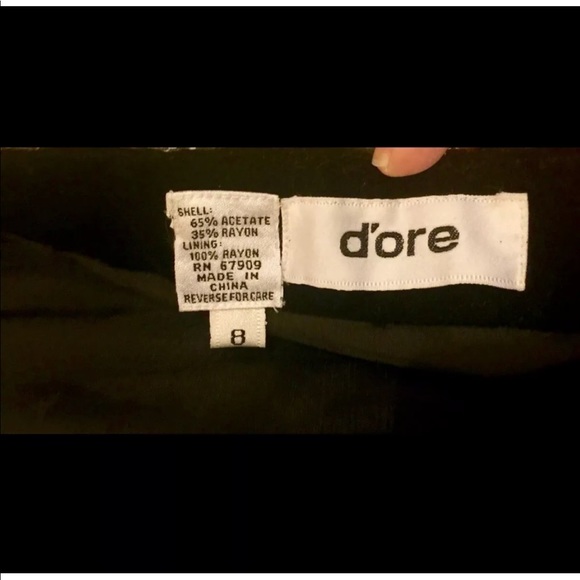 SHELL:
65% ACETATE
35% RAYON
LINING:
100% RAYON
RN 67909
MADE IN
CHINA
REVERSE FOR CARE
8
d'ore